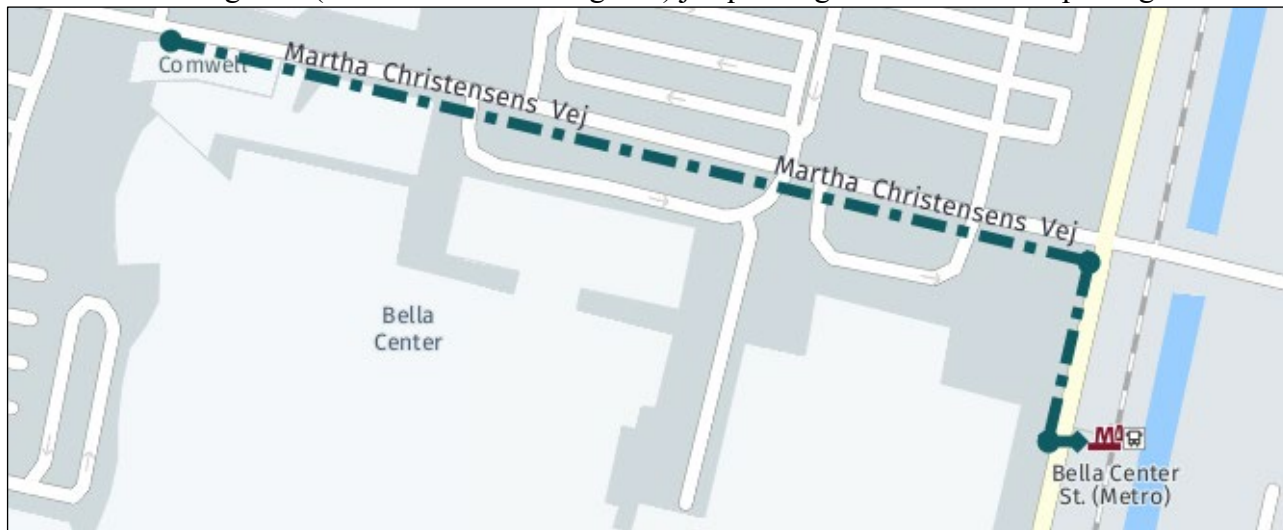 Comwell
Martha Christensens Vej
Martha Christensens Vej
Bella
Center
M
Bella Center
St. (Metro)